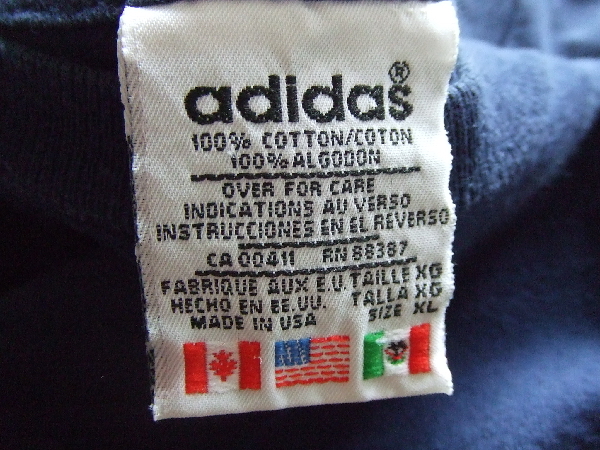 adidas®
100% COTTON/COTON
100% ALGODON
OVER FOR CARE
INDICATIONS AU VERSO
INSTRUCCIONES EN EL REVERSO
CA 00411 RN 88387
FABRIQUE AUX E.U. TAILLE XG
HECHO EN EE.UU. TALLA XG
MADE IN USA SIZE XL